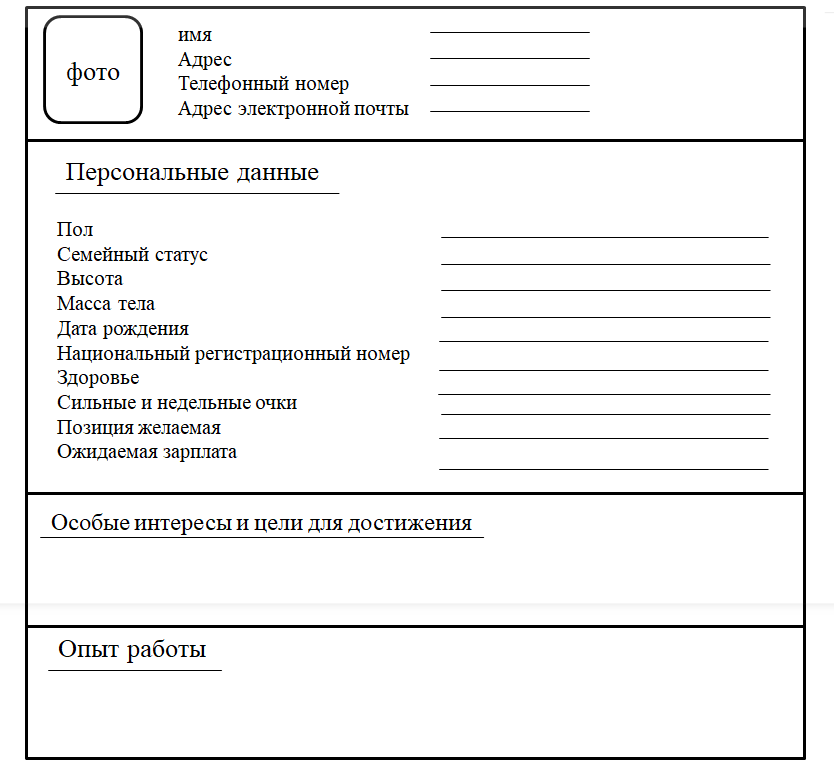 фото
имя
Адрес
Телефонный номер
Адрес электронной почты
Персональные данные
Пол
Семейный статус
Высота
Масса тела
Дата рождения
Национальный регистрационный номер
Здоровье
Сильные и недельные очки
Позиция желаемая
Ожидаемая зарплата
Особые интересы и цели для достижения
Опыт работы